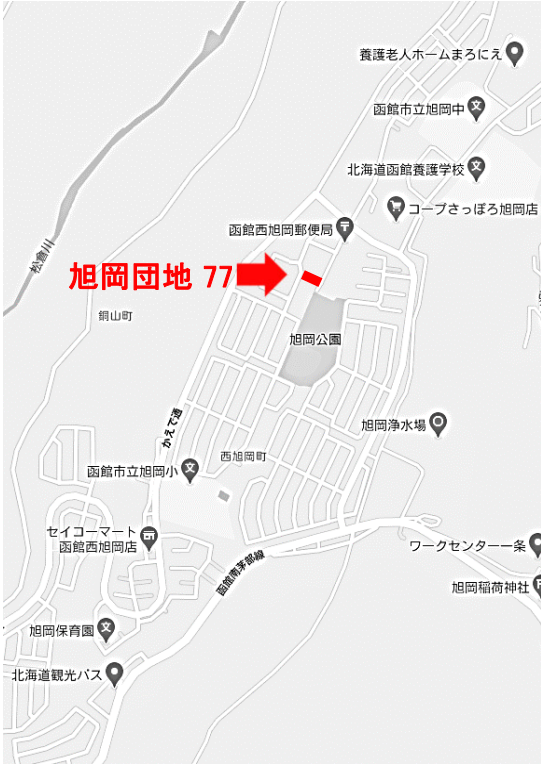 養護老人ホームまろにえ
函館市立旭岡中
北海道函館養護学校
コープさっぽろ旭岡店
函館西旭岡郵便局
松倉川
旭岡団地 77
銅山町
旭岡公園
かえで通
旭岡浄水場
西旭岡町
函館市立旭岡小
セイコーマート
函館西旭岡店
ワークセンター一条
函館南茅部線
旭岡稲荷神社
旭岡保育園
北海道観光バス
文
文
文
文